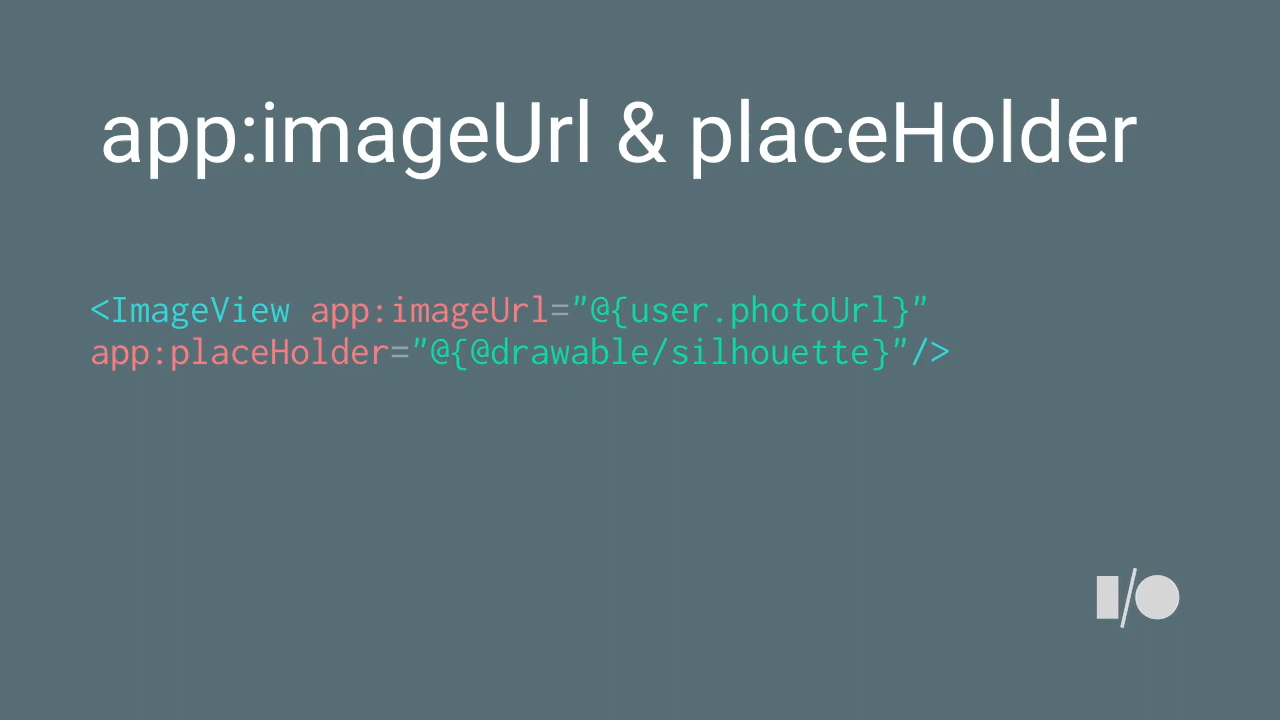 app:imageUrl & placeHolder
<ImageView app:imageUrl="@{user.photoUrl}"
app:placeHolder="@{@drawable/silhouette}"/>
I/O